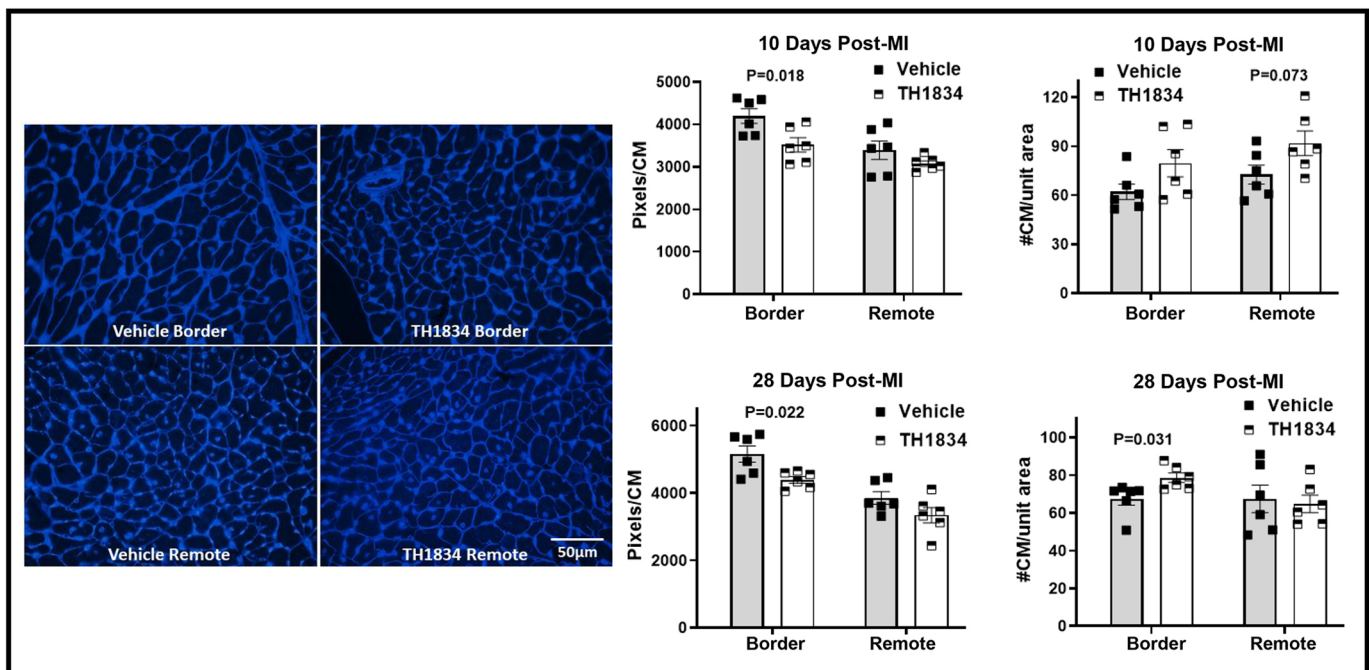 Vehicle Border
TH1834 Border
Vehicle Remote
TH1834 Remote
50μm
10 Days Post-MI
Vehicle
TH1834
P=0.018
Pixels/CM
5000
4000
3000
2000
1000
0
Border
Remote
10 Days Post-MI
Vehicle
TH1834
P=0.073
#CM/unit area
120
90
60
30
0
Border
Remote
28 Days Post-MI
Vehicle
TH1834
P=0.022
Pixels/CM
6000
4000
2000
0
Border
Remote
28 Days Post-MI
Vehicle
TH1834
P=0.031
#CM/unit area
100
80
60
40
20
0
Border
Remote